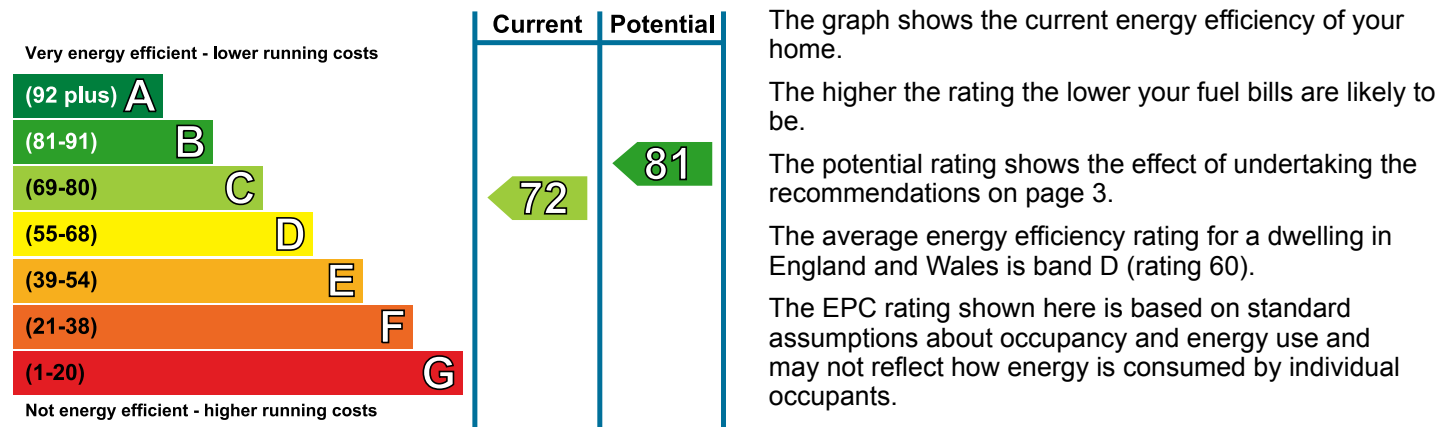 Current Potential
Very energy efficient - lower running costs
(92 plus) A
(81-91) B
(69-80) C
(55-68) D
(39-54) E
(21-38) F
(1-20) G
Not energy efficient - higher running costs
72
81
The graph shows the current energy efficiency of your
home.
The higher the rating the lower your fuel bills are likely to
be.
The potential rating shows the effect of undertaking the
recommendations on page 3.
The average energy efficiency rating for a dwelling in
England and Wales is band D (rating 60).
The EPC rating shown here is based on standard
assumptions about occupancy and energy use and
may not reflect how energy is consumed by individual
occupants.